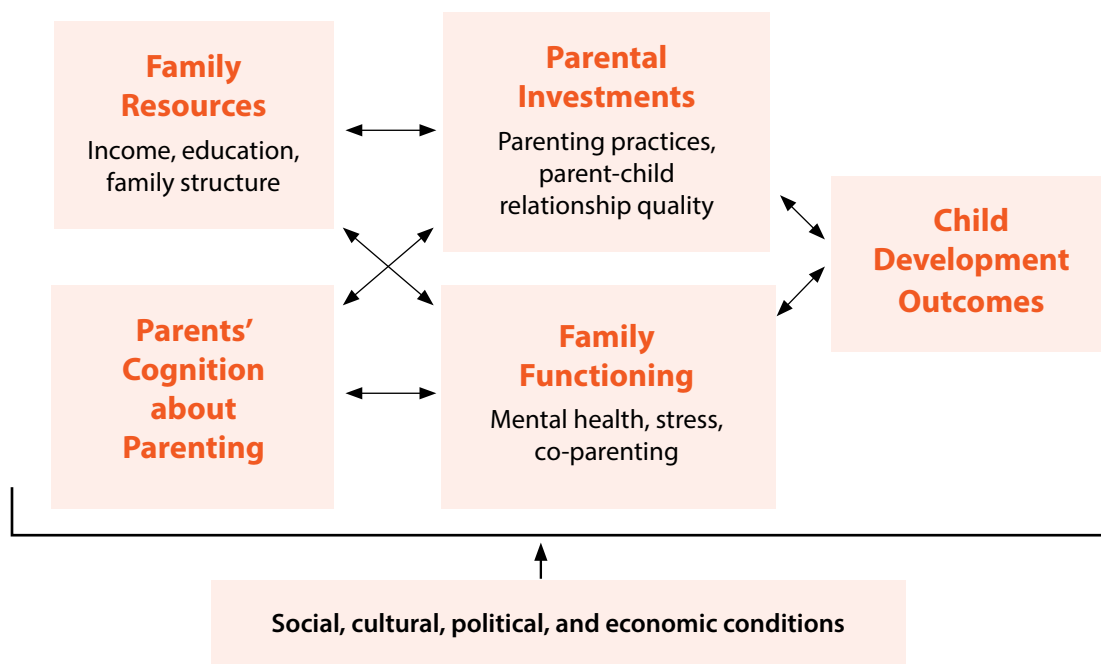 Family
Resources
Income, education,
family structure
Parental
Investments
Parenting practices,
parent-child
relationship quality
Child
Development
Outcomes
Parents’
Cognition
about
Parenting
Family
Functioning
Mental health, stress,
co-parenting
Social, cultural, political, and economic conditions